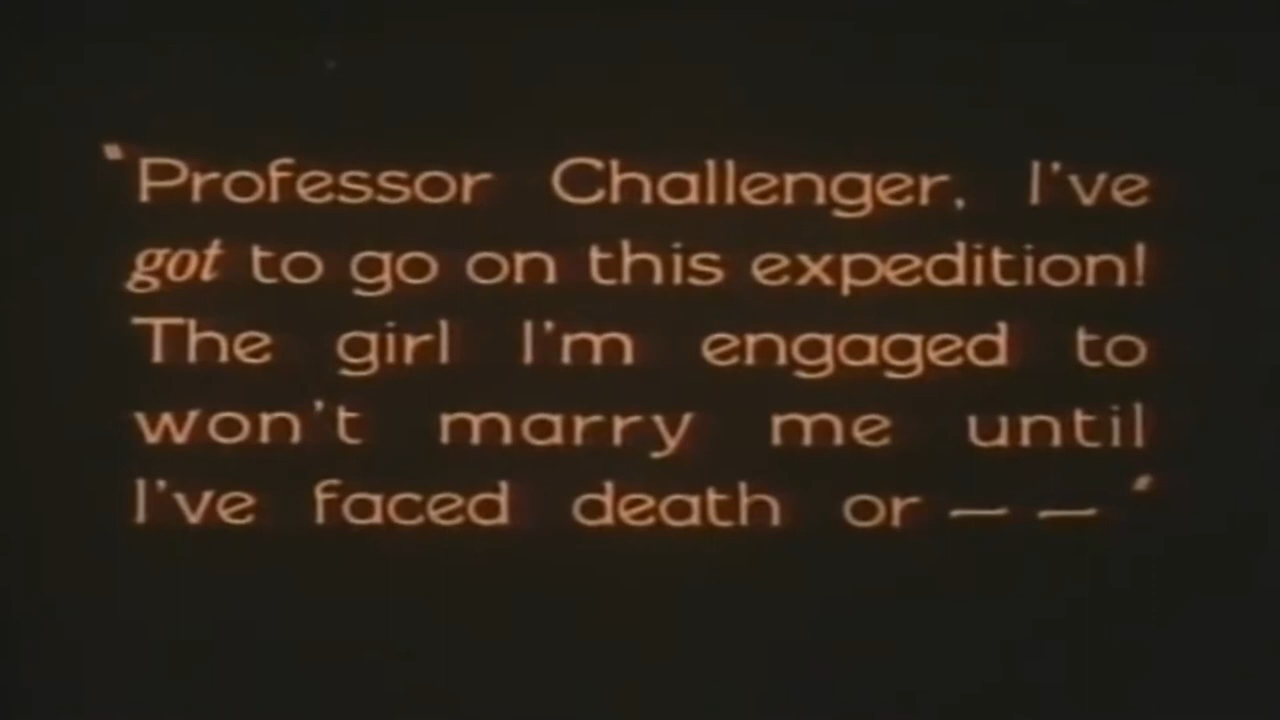 "Professor Challenger, I've
got to go on this expedition!
The girl I'm engaged to
won't marry me until
I've faced death or — — "